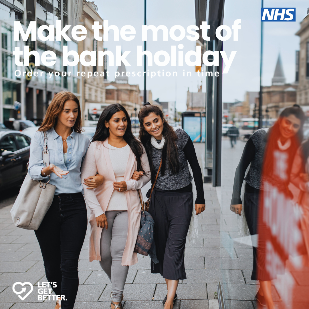 NHS
Make the most of
the bank holiday
Order your repeat prescription in time
LET'S
GET
BETTER.